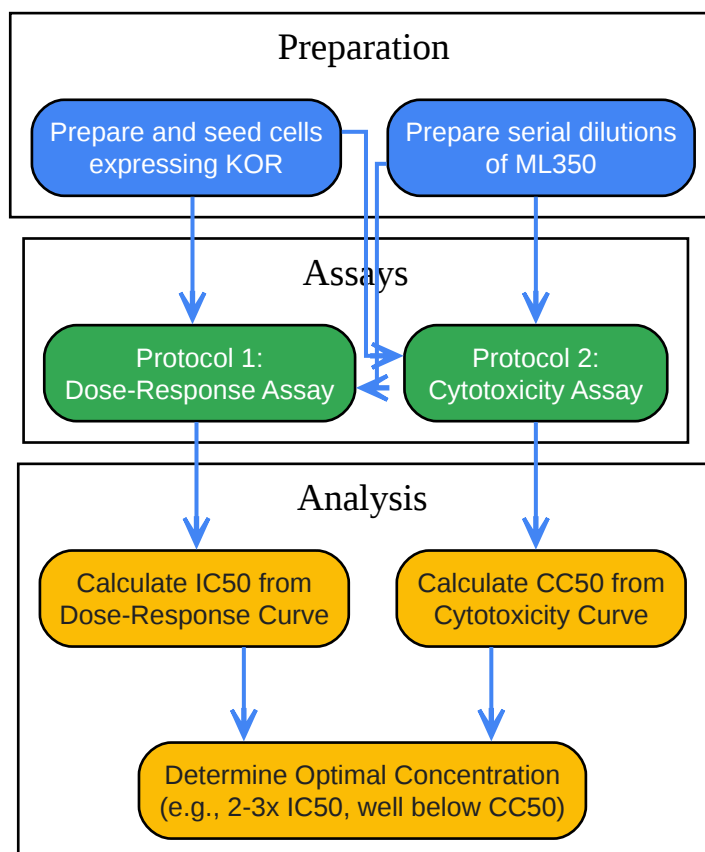 Preparation
Prepare and seed cells
expressing KOR
Prepare serial dilutions
of ML350
Assays
Protocol 1:
Dose-Response Assay
Protocol 2:
Cytotoxicity Assay
Analysis
Calculate IC50 from
Dose-Response Curve
Calculate CC50 from
Cytotoxicity Curve
Determine Optimal Concentration
(e.g., 2-3x IC50, well below CC50)